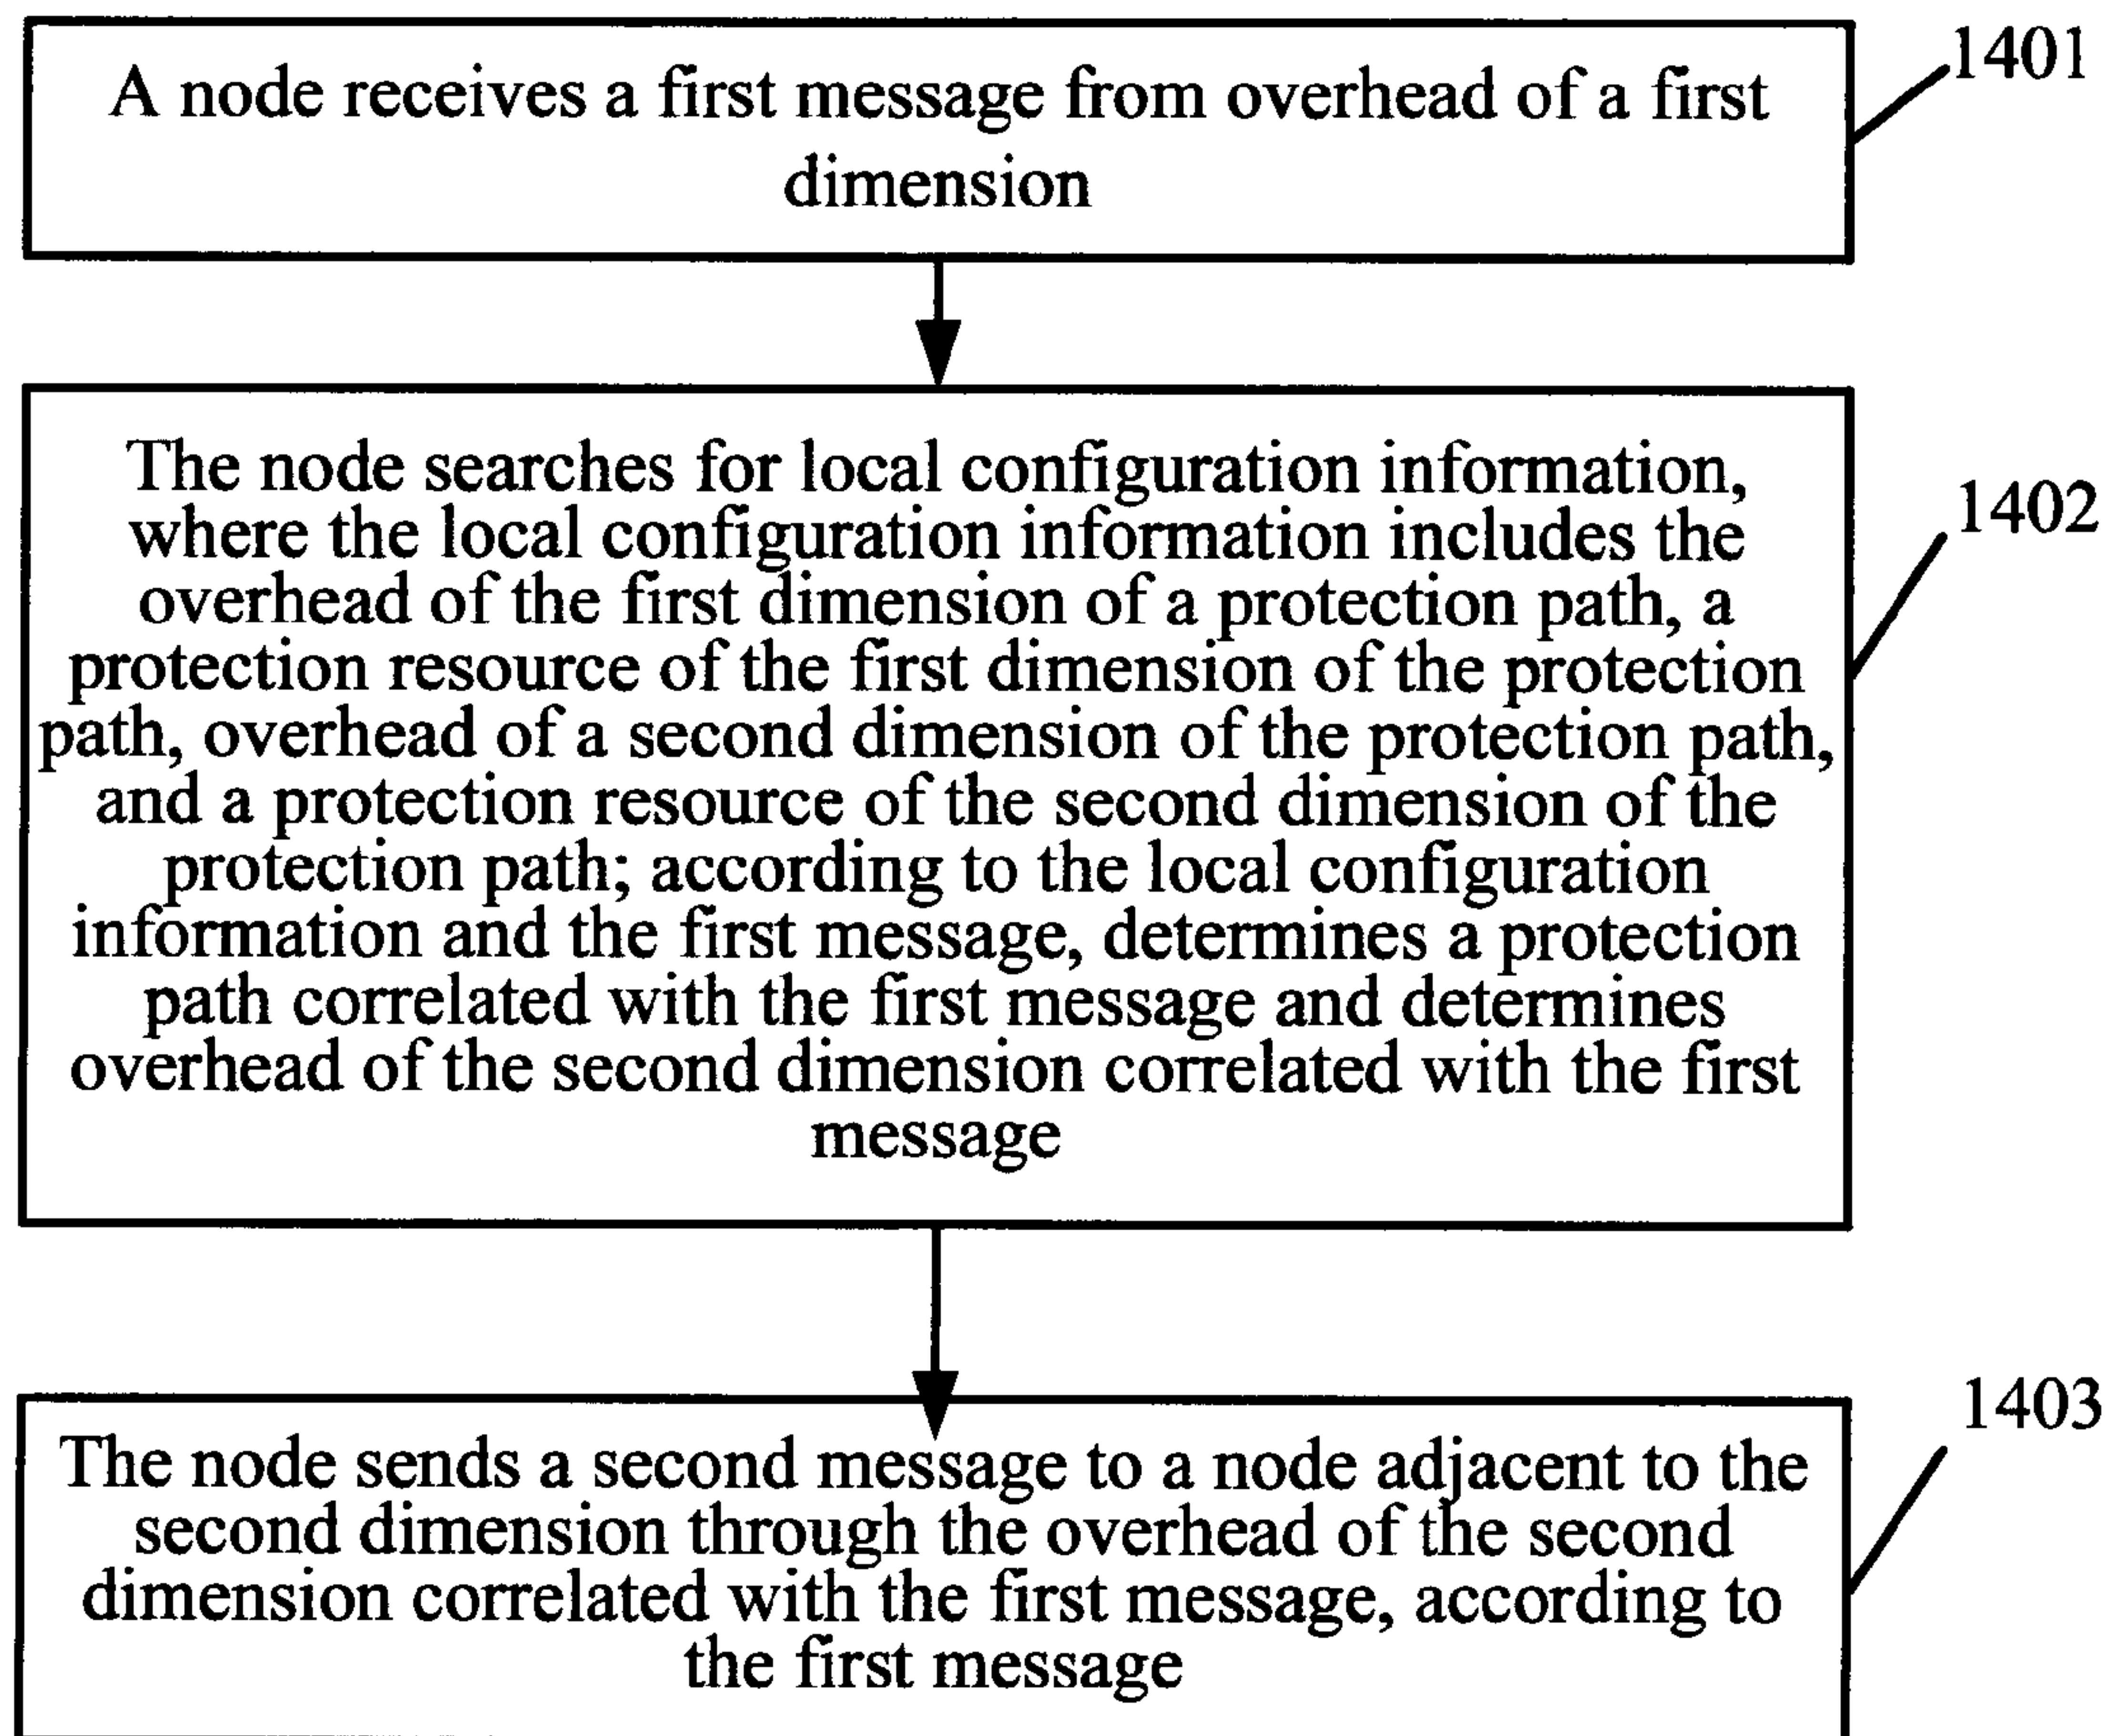 A node receives a first message from overhead of a first
dimension
1401
The node searches for local configuration information,
where the local configuration information includes the
overhead of the first dimension of a protection path, a
protection resource of the first dimension of the protection
path, overhead of a second dimension of the protection path,
and a protection resource of the second dimension of the
protection path; according to the local configuration
information and the first message, determines a protection
path correlated with the first message and determines
overhead of the second dimension correlated with the first
message
1402
The node sends a second message to a node adjacent to the
second dimension through the overhead of the second
dimension correlated with the first message, according to
the first message
1403